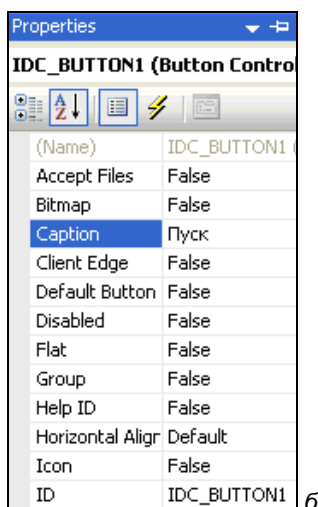 Properties
IDC_BUTTON1 (Button Control
(Name) IDC_BUTTON1 (
Accept Files False
Bitmap False
Caption Пуск
Client Edge False
Default Button False
Disabled False
Flat False
Group False
Help ID False
Horizontal Aligr Default
Icon False
ID IDC_BUTTON1
б